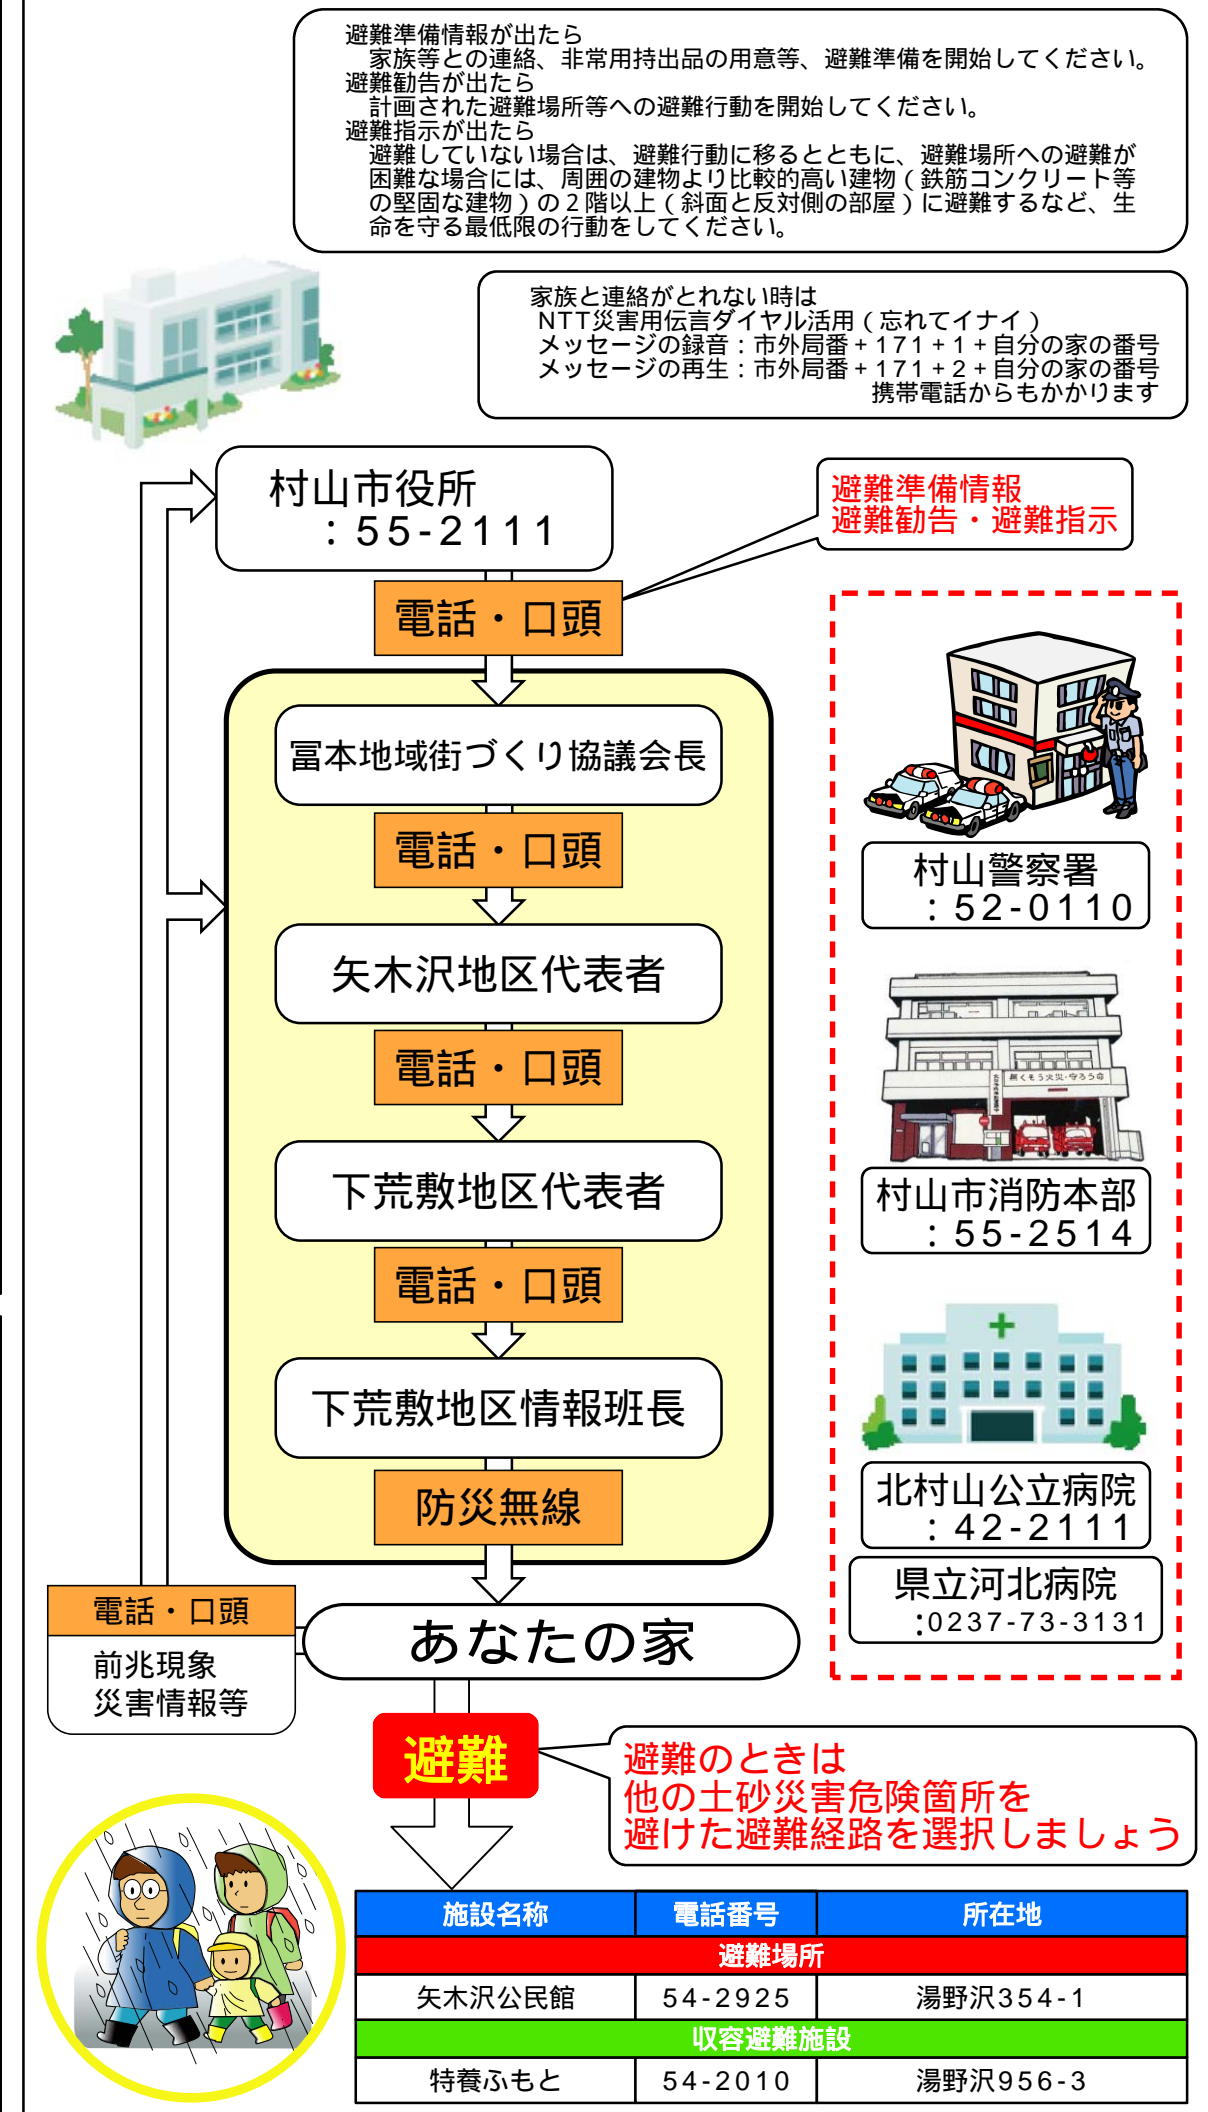 避難準備情報が出たら
家族等との連絡、非常用持出品の用意等、避難準備を開始してください。
避難勧告が出たら
計画された避難場所等への避難行動を開始してください。
避難指示が出たら
避難していない場合は、避難行動に移るとともに、避難場所への避難が
困難な場合には、周囲の建物より比較的高い建物(鉄筋コンクリート等
の堅固な建物)の2階以上(斜面と反対側の部屋)に避難するなど、生
命を守る最低限の行動をしてください。
家族と連絡がとれない時は
NTT災害用伝言ダイヤル活用(忘れてイナイ)
メッセージの録音:市外局番+171+1+自分の家の番号
メッセージの再生:市外局番+171+2+自分の家の番号
携帯電話からもかかります
村山市役所
:55-2111
避難準備情報
避難勧告・避難指示
電話・口頭
冨本地域街づくり協議会長
電話・口頭
矢木沢地区代表者
電話・口頭
下荒敷地区代表者
電話・口頭
下荒敷地区情報班長
防災無線
村山警察署
:52-0110
無くそう火災・守ろう命
村山市消防本部
:55-2514
北村山公立病院
:42-2111
県立河北病院
:0237-73-3131
電話・口頭
前兆現象
災害情報等
あなたの家
避難
避難のときは
他の土砂災害危険箇所を
避けた避難経路を選択しましょう
施設名称 電話番号 所在地
避難場所
矢木沢公民館 54-2925 湯野沢354-1
収容避難施設
特養ふもと 54-2010 湯野沢956-3